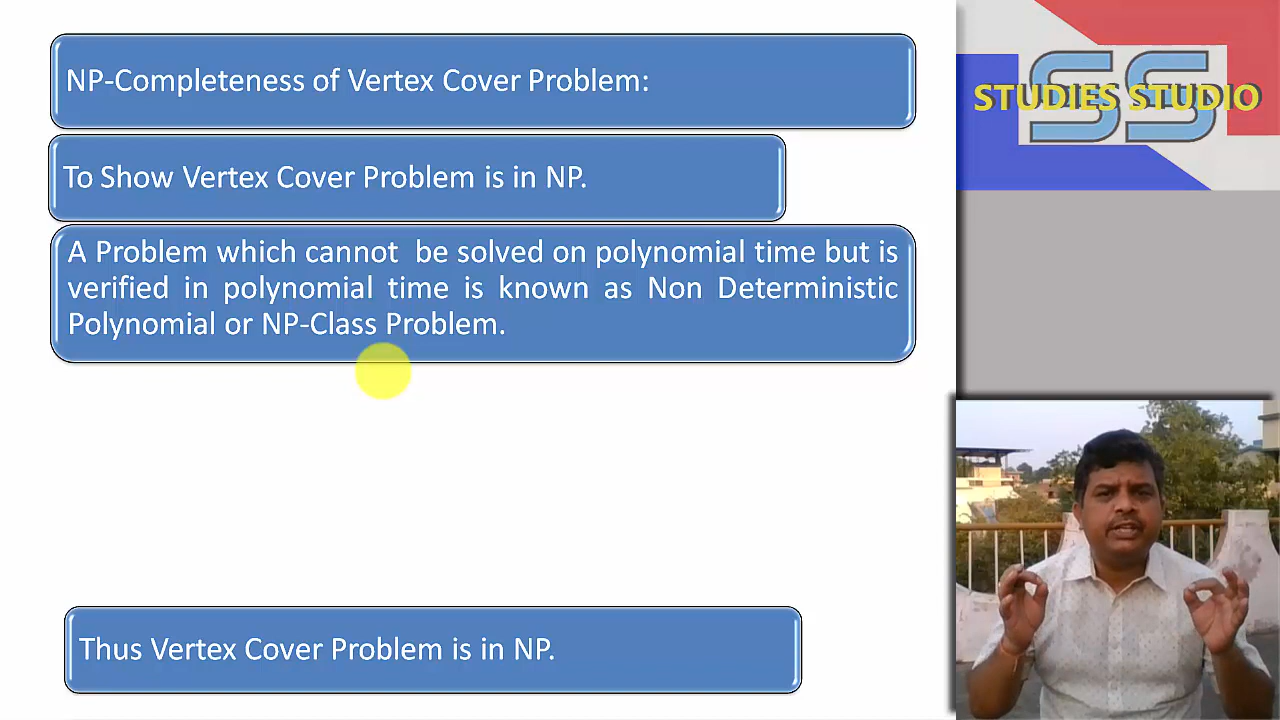 NP-Completeness of Vertex Cover Problem:
To Show Vertex Cover Problem is in NP.
A Problem which cannot be solved on polynomial time but is
verified in polynomial time is known as Non Deterministic
Polynomial or NP-Class Problem.
Thus Vertex Cover Problem is in NP.
SS
STUDIES STUDIO